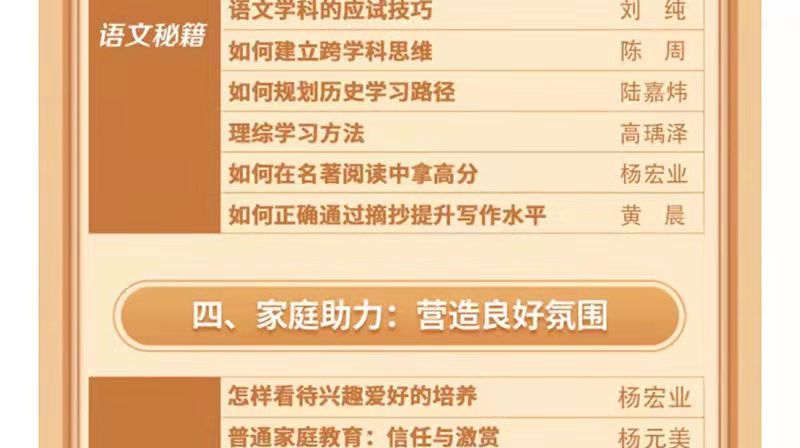 语文学科的应试技巧 刘 纯
语文秘籍
如何建立跨学科思维 陈 周
如何规划历史学习路径 陆嘉炜
理综学习方法 高瑀泽
如何在名著阅读中拿高分 杨宏业
如何正确通过摘抄提升写作水平 黄 晨
四、家庭助力：营造良好氛围
怎样看待兴趣爱好的培养 杨宏业
普通家庭教育：信任与激赏 杨元美